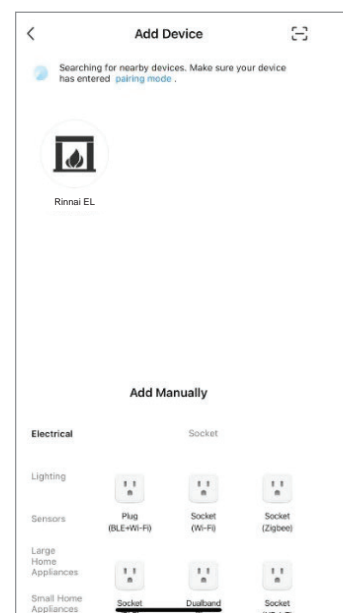 Add Device
Searching for nearby devices. Make sure your device
has entered pairing mode .
Rinnai EL
Add Manually
Electrical
Socket
Lighting
Sensors
Large
Home
Appliances
Small Home
Appliances
Plug
(BLE+Wi-Fi)
Socket
(Wi-Fi)
Socket
(Zigbee)
Socket
Dualband
Socket